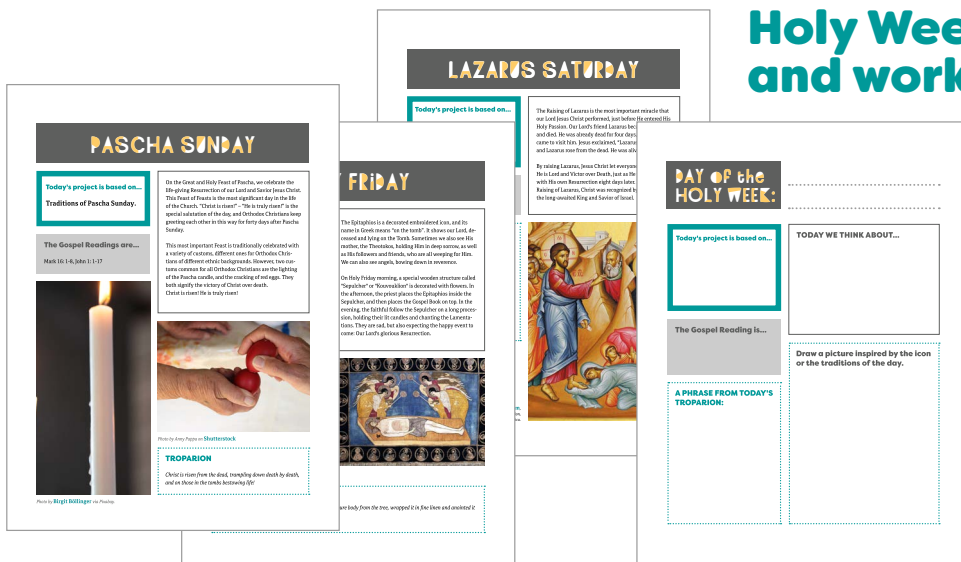 Holy Wee
and work
LAZARUS SATURDAY
Today's project is based on...
The Raising of Lazarus is the most important miracle that
our Lord Jesus Christ performed, just before He entered His
Holy Passion. Our Lord's friend Lazarus bec
and died. He was already dead for four days
came to visit him. Jesus exclaimed, "Lazaru
and Lazarus rose from the dead. He was aliv
By raising Lazarus, Jesus Christ let everyone
He is Lord and Victor over Death, just as He
with His own Resurrection eight days later.
Raising of Lazarus, Christ was recognized b
the long-awaited King and Savior of Israel.
PASCHA SUNDAY
Today's project is based on...
Traditions of Pascha Sunday.
The Gospel Readings are...
Mark 16: 1-8, John 1: 1-17
On the Great and Holy Feast of Pascha, we celebrate the
life-giving Resurrection of our Lord and Savior Jesus Christ.
This Feast of Feasts is the most significant day in the life
of the Church. "Christ is risen!" – "He is truly risen!" is the
special salutation of the day, and Orthodox Christians keep
greeting each other in this way for forty days after Pascha
Sunday.
This most important Feast is traditionally celebrated with
a variety of customs, different ones for Orthodox Chris-
tians of different ethnic backgrounds. However, two cus-
toms common for all Orthodox Christians are the lighting
of the Pascha candle, and the cracking of red eggs. They
both signify the victory of Christ over death.
Christ is risen! He is truly risen!
Photo by Anny Puppa on Shutterstock
TROPARION
Christ is risen from the dead, trampling down death by death,
and on those in the tombs bestowing life!
Photo by Birgit Böllinger via Pixabay.
Y FRIDAY
The Epitaphios is a decorated embroidered icon, and its
name in Greek means "on the tomb". It shows our Lord, de-
ceased and lying on the Tomb. Sometimes we also see His
mother, the Theotokos, holding Him in deep sorrow, as well
as His followers and friends, who are all weeping for Him.
We can also see angels, bowing down in reverence.
On Holy Friday morning, a special wooden structure called
"Sepulcher" or "Kouvouklion" is decorated with flowers. In
the afternoon, the priest places the Epitaphios inside the
Sepulcher, and then places the Gospel Book on top. In the
evening, the faithful follow the Sepulcher on a long proces-
sion, holding their lit candles and chanting the Lamenta-
tions. They are sad, but also expecting the happy event to
come: Our Lord's glorious Resurrection.
ure body from the tree, wrapped it in fine linen and anointed it
DAY of the
HOLY WEEK:
Today's project is based on...
The Gospel Reading is...
A PHRASE FROM TODAY'S
TROPARION:
TODAY WE THINK ABOUT...
Draw a picture inspired by the icon
or the traditions of the day.